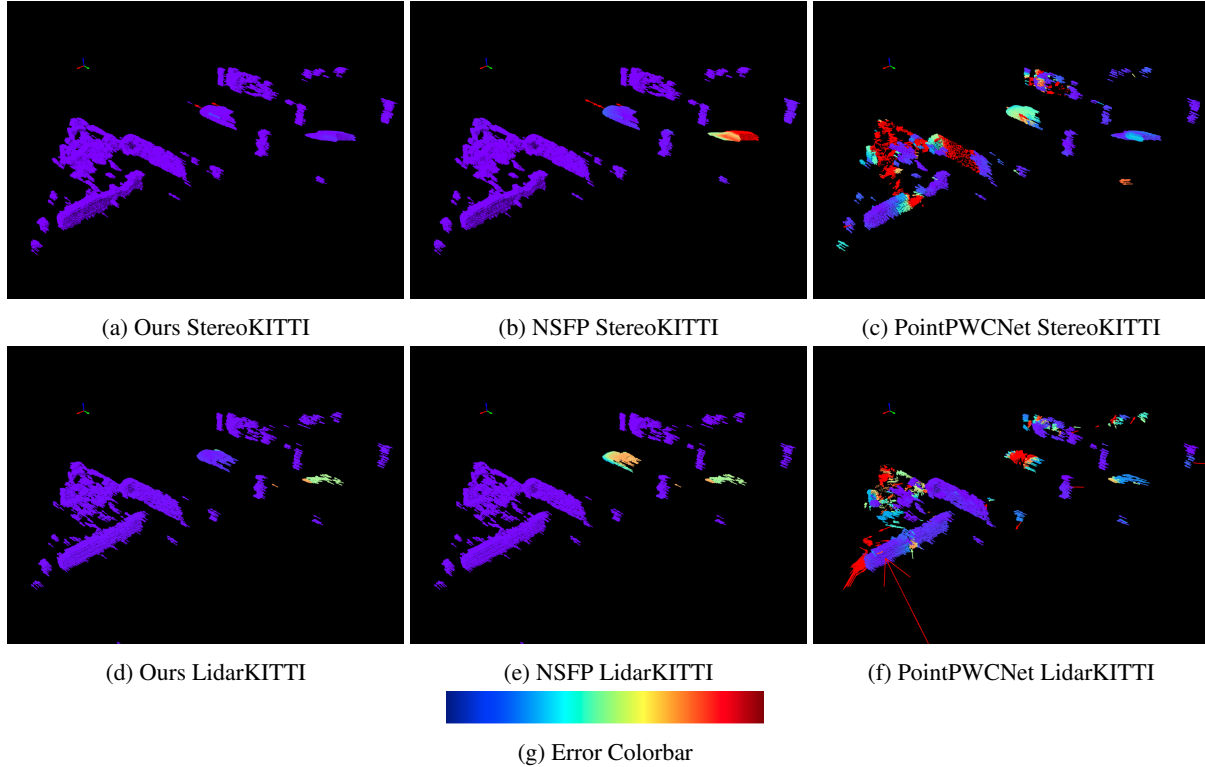 (a) Ours StereoKITTI
(b) NSFP StereoKITTI
(c) PointPWCNet StereoKITTI
(d) Ours LidarKITTI
(e) NSFP LidarKITTI
(f) PointPWCNet LidarKITTI
(g) Error Colorbar